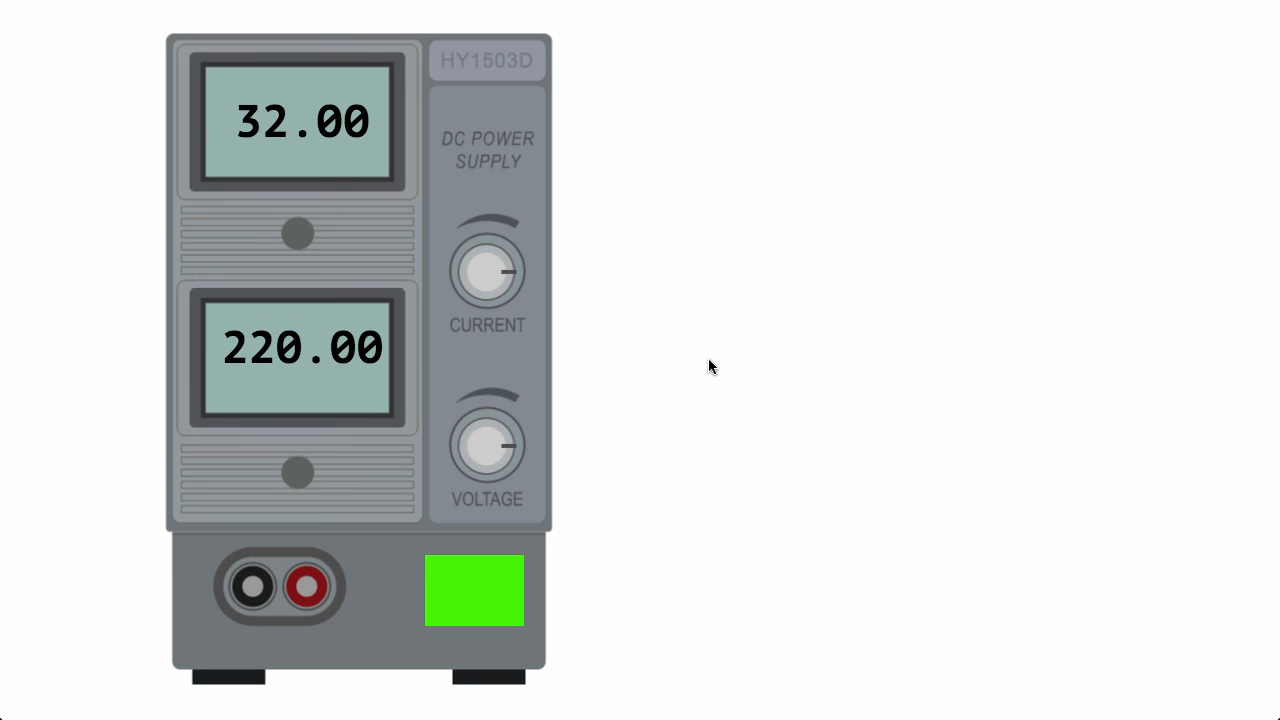 HY1503D
32.00
DC POWER
SUPPLY
CURRENT
220.00
VOLTAGE